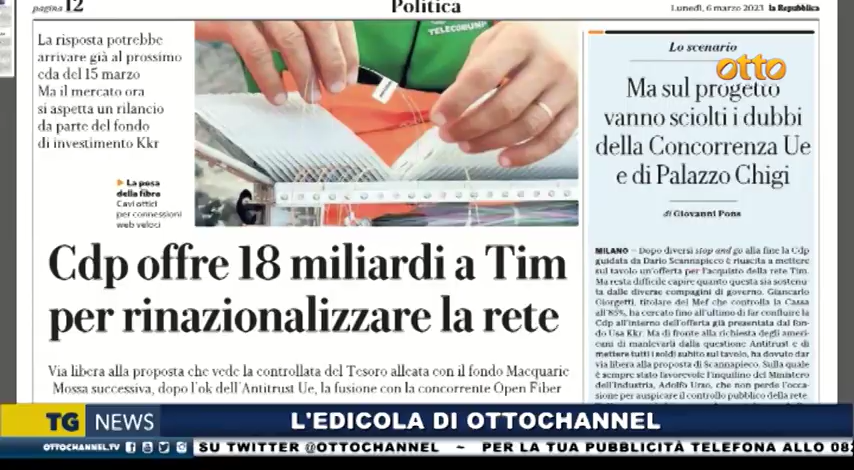 pagina 12
Politica
Lunedì, 6 marzo 2023 la Repubblica
La risposta potrebbe
arrivare già al prossimo
cda del 15 marzo
Ma il mercato ora
si aspetta un rilancio
da parte del fondo
di investimento Kkr
▶ La posa
della fibra
Cavi ottici
per connessioni
web veloci
TELECOMUNI
Cdp offre 18 miliardi a Tim
per rinazionalizzare la rete
Via libera alla proposta che vede la controllata del Tesoro alleata con il fondo Macquarie
Mossa successiva, dopo l'ok dell'Antitrust Ue, la fusione con la concorrente Open Fiber
Lo scenario
otto
Ma sul progetto
vanno sciolti i dubbi
della Concorrenza Ue
e di Palazzo Chigi
di Giovanni Pons
MILANO – Dopo diversi stop and go alla fine la Cdp
guidata da Dario Scannapieco è riuscita a mettere
sul tavolo un'offerta per l'acquisto della rete Tim.
Ma resta difficile capire quanto questa sia sostenu-
ta dalle diverse compagini di governo. Giancarlo
Giorgetti, titolare del Mef che controlla la Cassa
all'83%, ha cercato fino all'ultimo di far confluire la
Cdp all'interno dell'offerta già presentata dal fon-
do Usa Kkr. Ma di fronte alla richiesta degli ameri-
cani di manlevarli dalla questione Antitrust e di
mettere tutti i soldi subito sul tavolo, ha dovuto dar
via libera alla proposta di Scannapieco. Sulla quale
è sempre stato favorevole l'inquilino del Ministero
dell'Industria, Adolfo Urso, che non perde l'occa-
sione per auspicare il controllo pubblico della rete.
TG NEWS
L'EDICOLA DI OTTOCHANNEL
OTTOCHANNEL.TV
SU TWITTER @OTTOCHANNEL ~ PER LA TUA PUBBLICITÀ TELEFONA ALLO 082